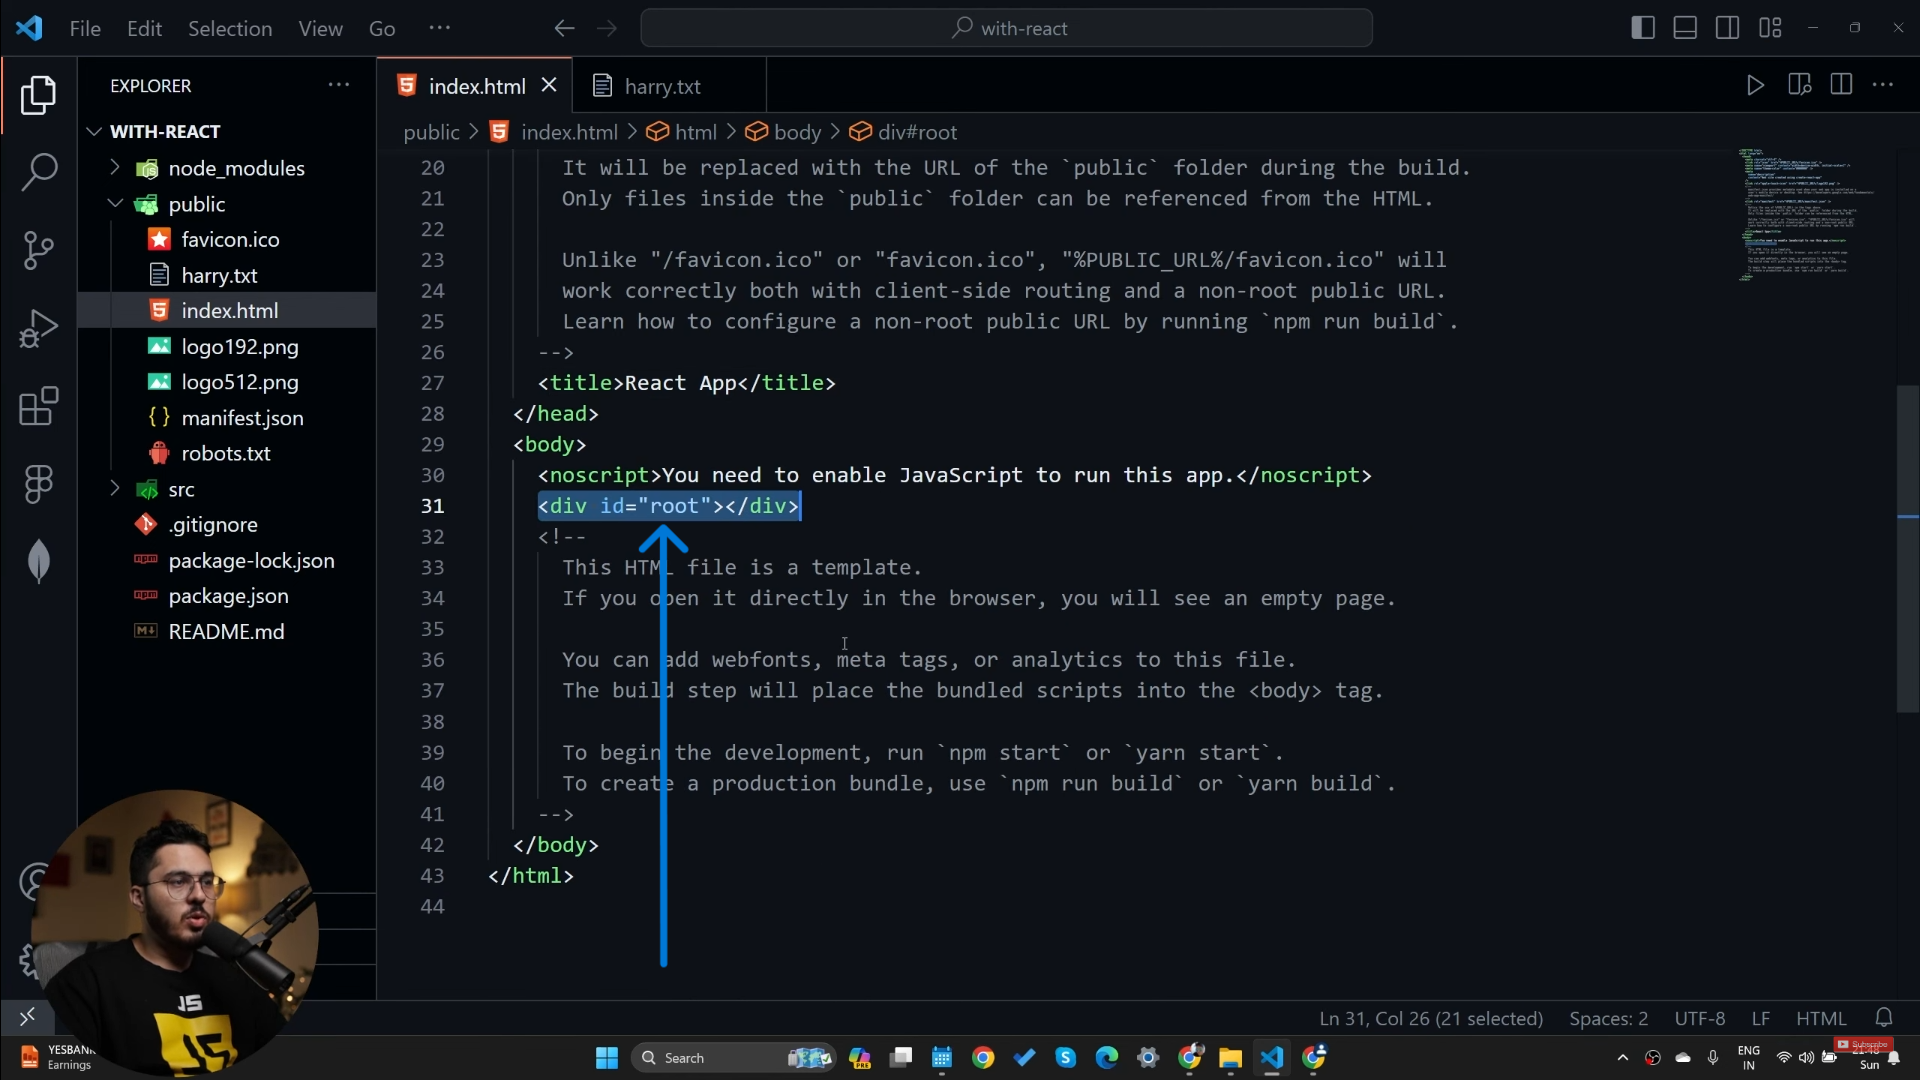 File Edit Selection View Go ···
with-react
EXPLORER
WITH-REACT
node_modules
public
favicon.ico
harry.txt
index.html
logo192.png
logo512.png
manifest.json
robots.txt
src
.gitignore
package-lock.json
package.json
README.md
index.html
harry.txt
public > index.html > html > body > div#root
20 It will be replaced with the URL of the `public` folder during the build.
21 Only files inside the `public` folder can be referenced from the HTML.
22
23 Unlike "/favicon.ico" or "favicon.ico", "%PUBLIC_URL%/favicon.ico" will
24 work correctly both with client-side routing and a non-root public URL.
25 Learn how to configure a non-root public URL by running `npm run build`.
26 -->
27 <title>React App</title>
28 </head>
29 <body>
30 <noscript>You need to enable JavaScript to run this app.</noscript>
31 <div id="root"></div>
32 <!--
33 This HTML file is a template.
34 If you open it directly in the browser, you will see an empty page.
35
36 You can add webfonts, meta tags, or analytics to this file.
37 The build step will place the bundled scripts into the <body> tag.
38
39 To begin the development, run `npm start` or `yarn start`.
40 To create a production bundle, use `npm run build` or `yarn build`.
41 -->
42 </body>
43 </html>
44
JS
JS
Ln 31, Col 26 (21 selected) Spaces: 2 UTF-8 LF HTML
YESBANK
Earnings
Search
PRE
ENG
IN
Subscribe
Sun